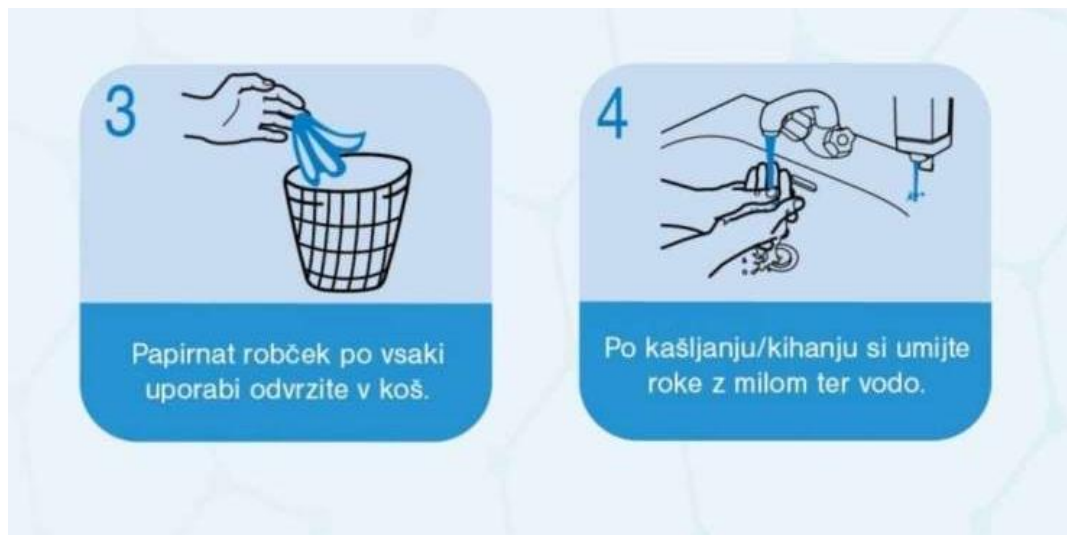 3
Papirnat robček po vsaki
uporabi odvrzite v koš.
4
Po kašljanju/kihanju si umijte
roke z milom ter vodo.